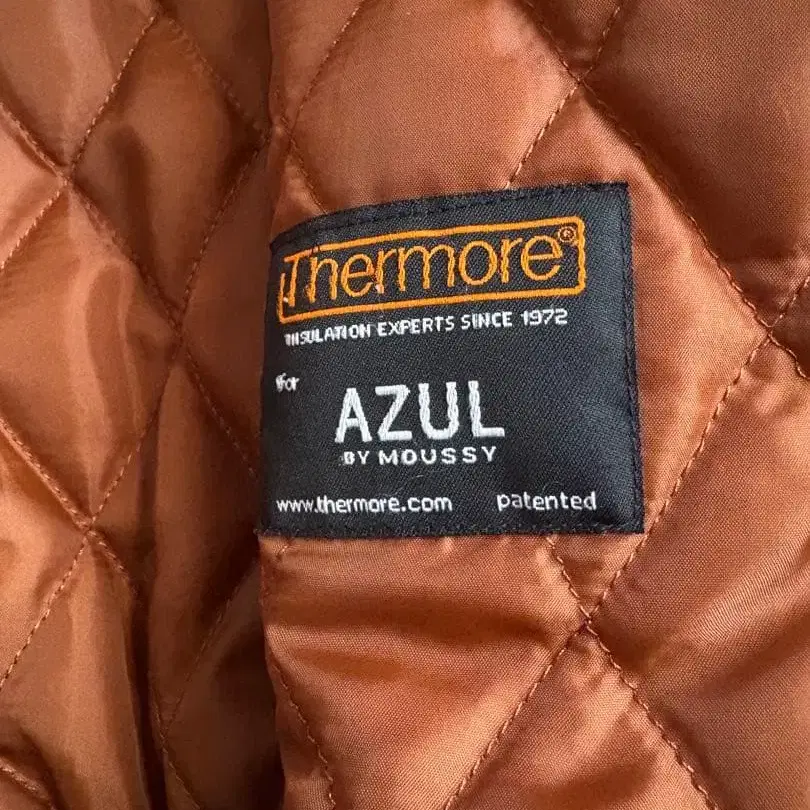 Thermore®
INSULATION EXPERTS SINCE 1972
For
AZUL
BY MOUSSY
www.thermore.com patented